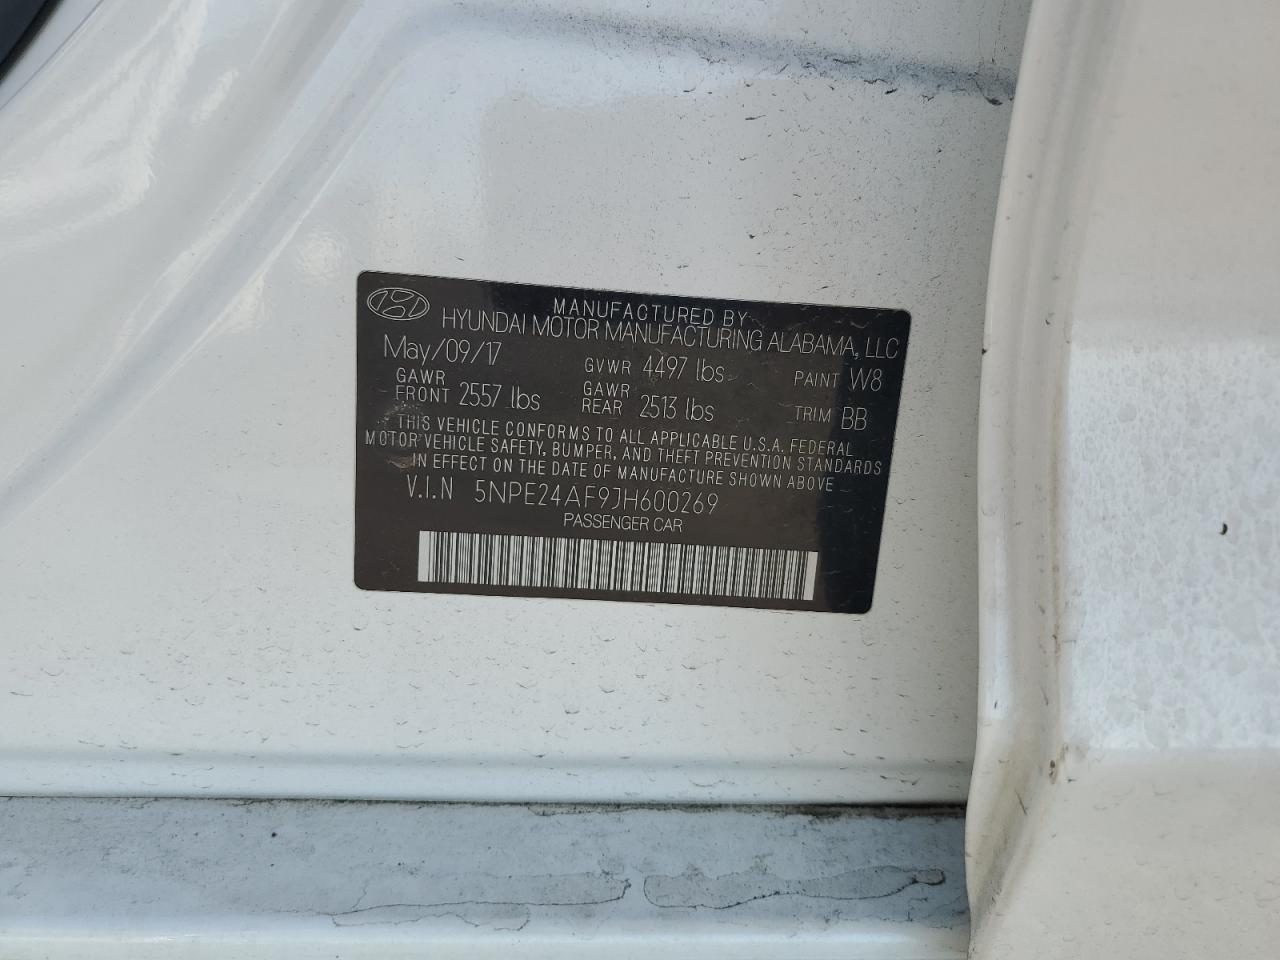 MANUFACTURED BY
HYUNDAI MOTOR MANUFACTURING ALABAMA, LLC
May/09/17 GVWR 4497 lbs PAINT W8
GAWR FRONT 2557 lbs GAWR REAR 2513 lbs TRIM BB
THIS VEHICLE CONFORMS TO ALL APPLICABLE U.S.A. FEDERAL
MOTOR VEHICLE SAFETY, BUMPER, AND THEFT PREVENTION STANDARDS
IN EFFECT ON THE DATE OF MANUFACTURE SHOWN ABOVE
V.I.N 5NPE24AF9JH600269
PASSENGER CAR